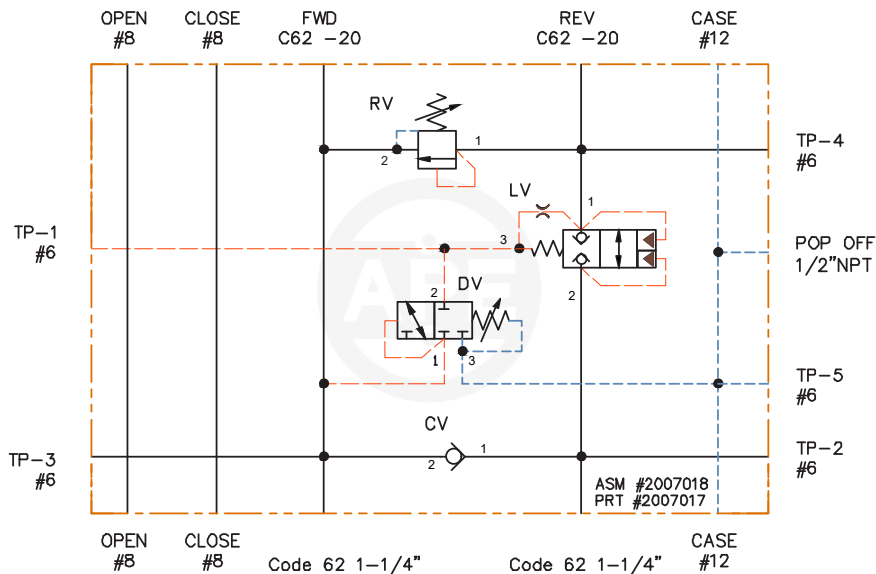 OPEN
#8
CLOSE
#8
FWD
C62 -20
REV
C62 -20
CASE
#12
RV
1
2
TP-4
#6
LV
1
TP-1
#6
3
POP OFF
1/2"NPT
2
DV
2
APE
1
3
TP-5
#6
CV
TP-3
#6
2
1
TP-2
#6
ASM #2007018
PRT #2007017
OPEN
#8
CLOSE
#8
Code 62 1-1/4"
Code 62 1-1/4"
CASE
#12